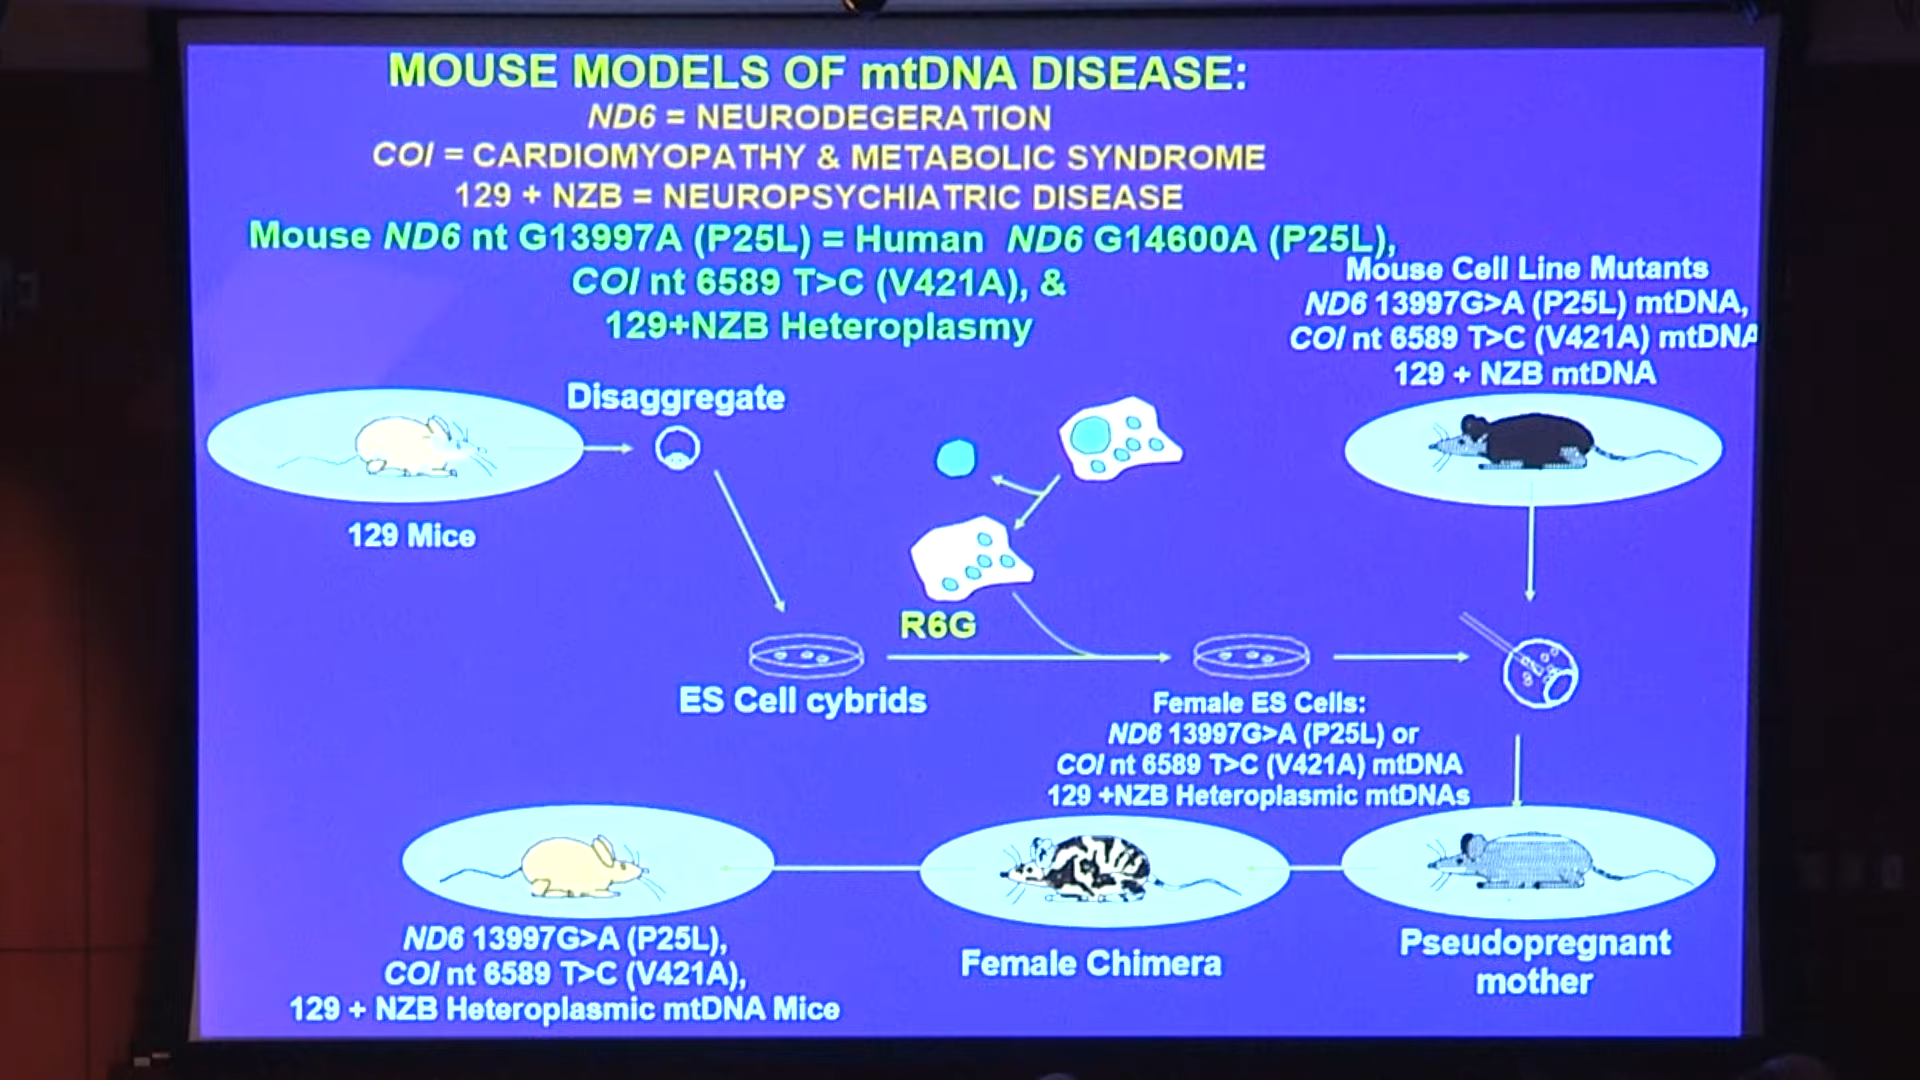 MOUSE MODELS OF mtDNA DISEASE:
ND6 = NEURODEGERATION
COI = CARDIOMYOPATHY & METABOLIC SYNDROME
129 + NZB = NEUROPSYCHIATRIC DISEASE
Mouse ND6 nt G13997A (P25L) = Human ND6 G14600A (P25L),
COI nt 6589 T>C (V421A), &
129+NZB Heteroplasmy
Mouse Cell Line Mutants
ND6 13997G>A (P25L) mtDNA,
COI nt 6589 T>C (V421A) mtDNA
129 + NZB mtDNA
Disaggregate
129 Mice
R6G
ES Cell cybrids
Female ES Cells:
ND6 13997G>A (P25L) or
COI nt 6589 T>C (V421A) mtDNA
129 +NZB Heteroplasmic mtDNAs
ND6 13997G>A (P25L),
COI nt 6589 T>C (V421A),
129 + NZB Heteroplasmic mtDNA Mice
Female Chimera
Pseudopregnant
mother